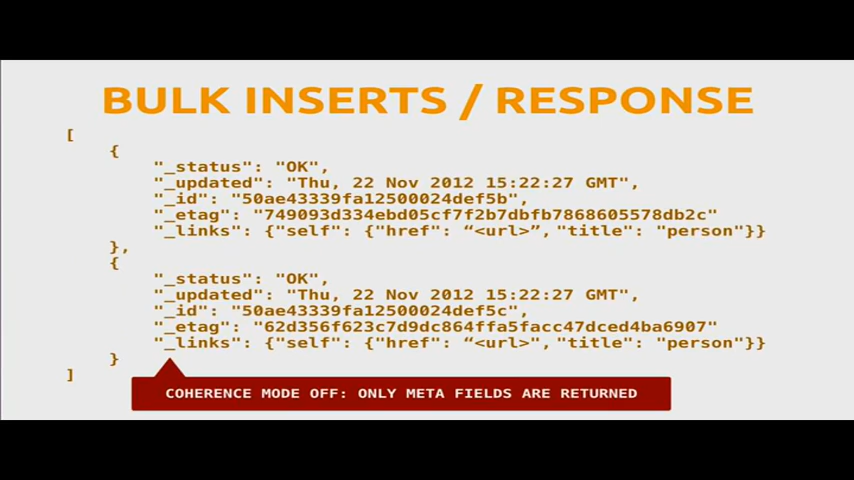 BULK INSERTS / RESPONSE
[
{
"_status": "OK",
"_updated": "Thu, 22 Nov 2012 15:22:27 GMT",
"_id": "50ae43339fa12500024def5b",
"_etag": "749093d334ebd05cf7f2b7dbfb7868605578db2c"
"_links": {"self": {"href": “<url>”, "title": "person"}}
},
{
"_status": "OK",
"_updated": "Thu, 22 Nov 2012 15:22:27 GMT",
"_id": "50ae43339fa12500024def5c",
"_etag": "62d356f623c7d9dc864ffa5facc47dced4ba6907"
"_links": {"self": {"href": “<url>", "title": "person"}}
}
]
COHERENCE MODE OFF: ONLY META FIELDS ARE RETURNED